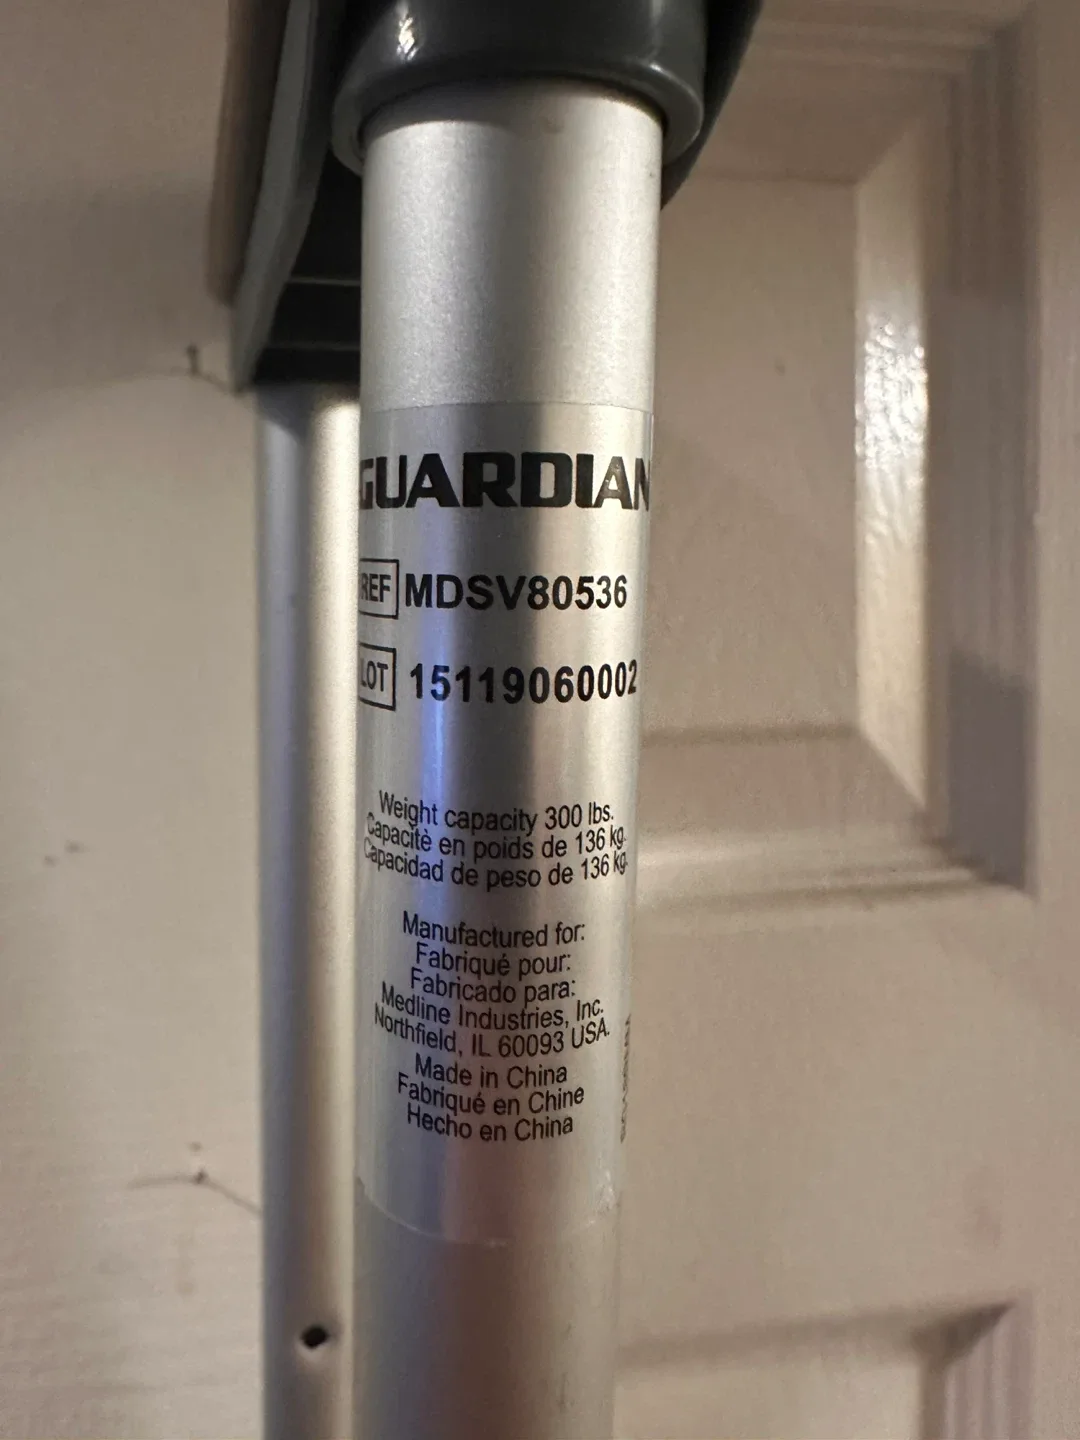 GUARDIAN
REF MDSV80536
LOT 15119060002
Weight capacity 300 lbs.
Capacitè en poids de 136 kg.
Capacidad de peso de 136 kg.
Manufactured for:
Fabriqué pour:
Fabricado para:
Medline Industries, Inc.
Northfield, IL 60093 USA.
Made in China
Fabriqué en Chine
Hecho en China